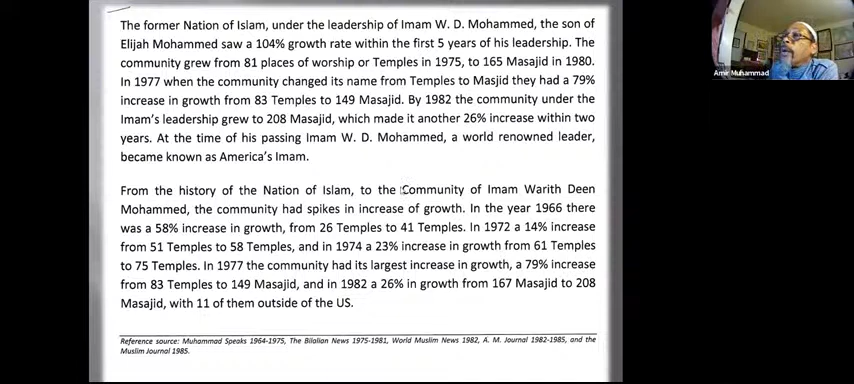 The former Nation of Islam, under the leadership of Imam W. D. Mohammed, the son of
Elijah Mohammed saw a 104% growth rate within the first 5 years of his leadership. The
community grew from 81 places of worship or Temples in 1975, to 165 Masajid in 1980.
In 1977 when the community changed its name from Temples to Masjid they had a 79%
increase in growth from 83 Temples to 149 Masajid. By 1982 the community under the
Imam's leadership grew to 208 Masajid, which made it another 26% increase within two
years. At the time of his passing Imam W. D. Mohammed, a world renowned leader,
became known as America's Imam.
From the history of the Nation of Islam, to the Community of Imam Warith Deen
Mohammed, the community had spikes in increase of growth. In the year 1966 there
was a 58% increase in growth, from 26 Temples to 41 Temples. In 1972 a 14% increase
from 51 Temples to 58 Temples, and in 1974 a 23% increase in growth from 61 Temples
to 75 Temples. In 1977 the community had its largest increase in growth, a 79% increase
from 83 Temples to 149 Masajid, and in 1982 a 26% in growth from 167 Masajid to 208
Masajid, with 11 of them outside of the US.
Reference source: Muhammad Speaks 1964-1975, The Bilalian News 1975-1981, World Muslim News 1982, A. M. Journal 1982-1985, and the
Muslim Journal 1985.
Amir Muhammad